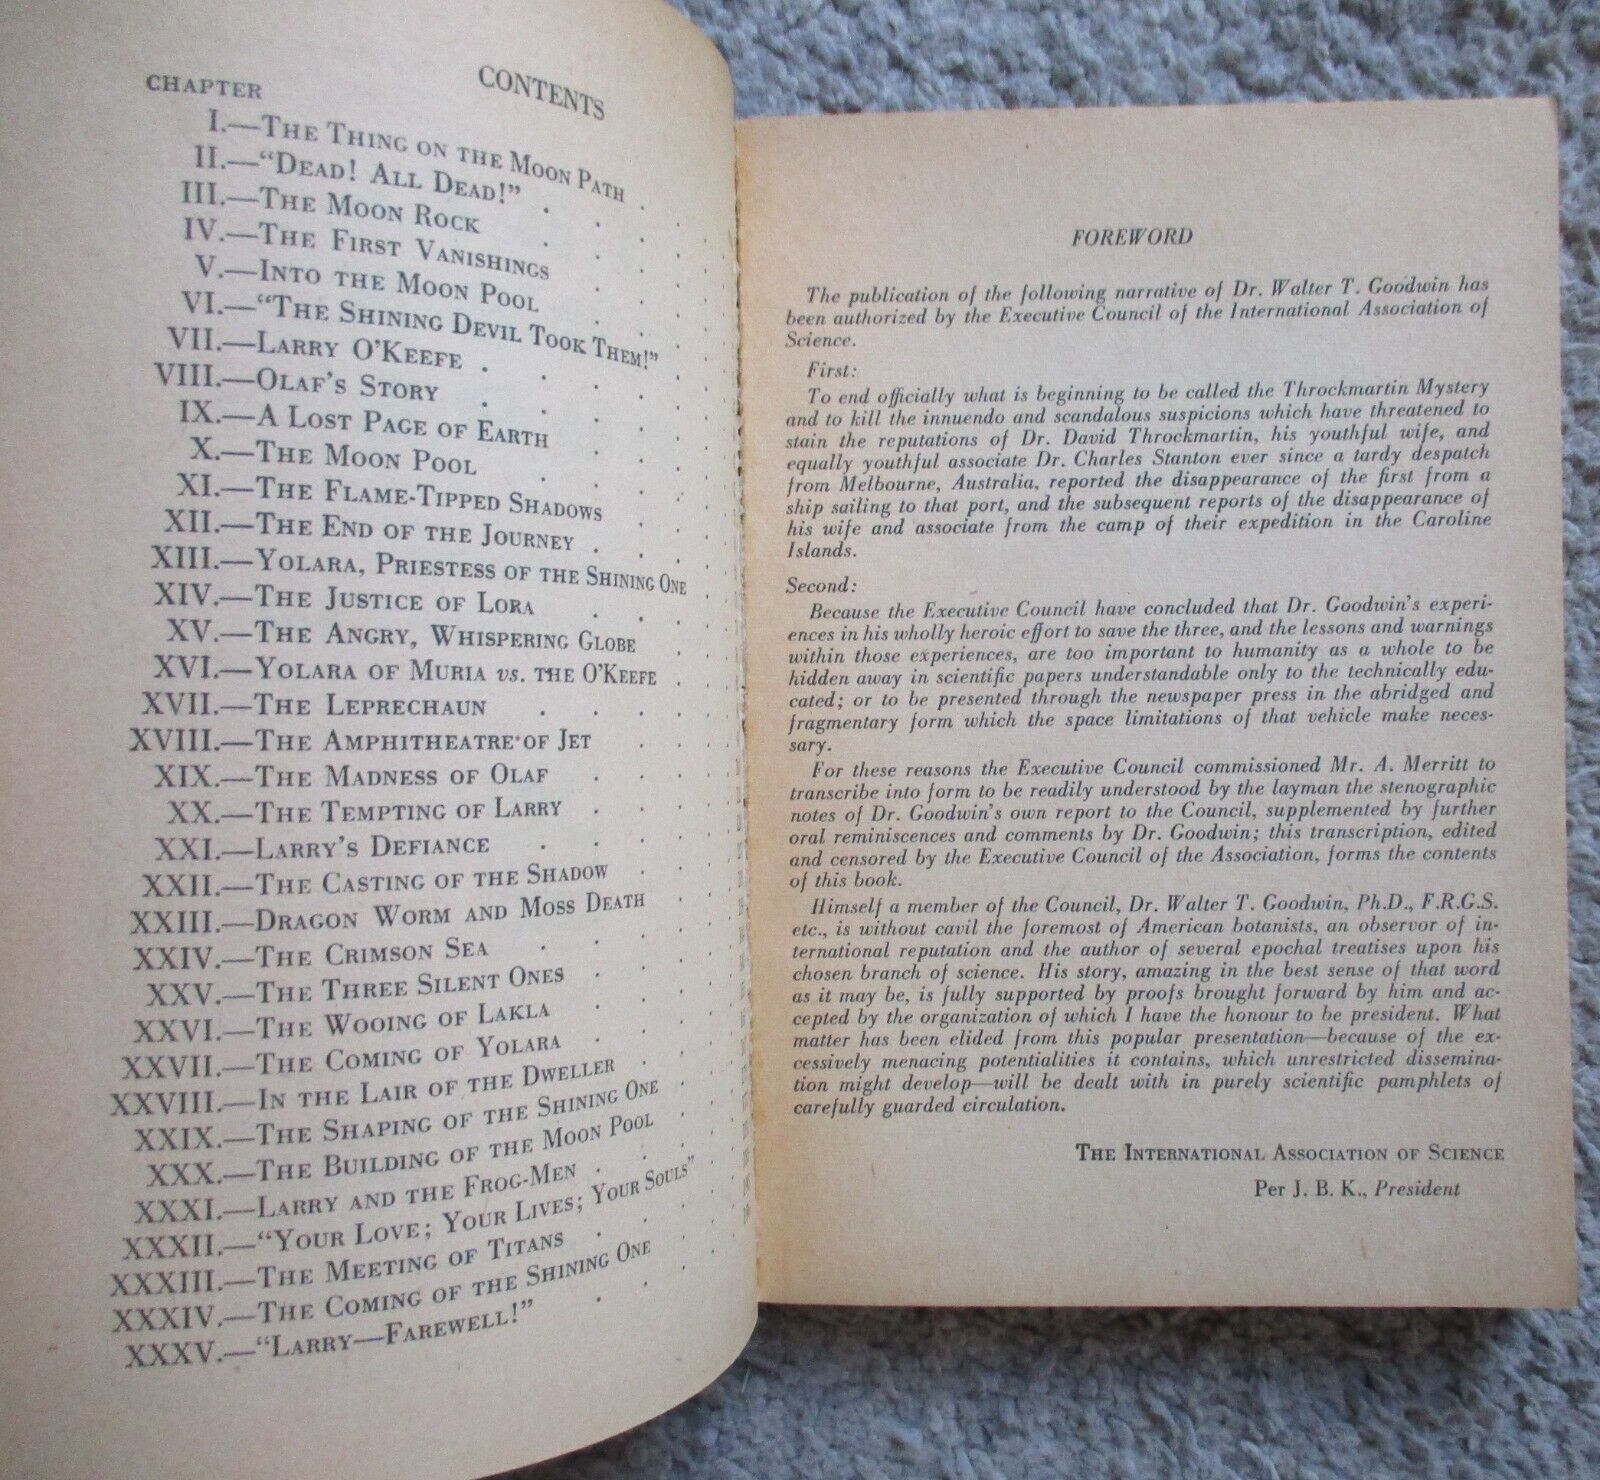 CHAPTER CONTENTS
I.—THE THING ON THE MOON PATH .
II.—"DEAD! ALL DEAD!" . . . .
III.—THE MOON ROCK . . . .
IV.—THE FIRST VANISHINGS . . .
V.—INTO THE MOON POOL . . .
VI.—"THE SHINING DEVIL TOOK THEM!"
VII.—LARRY O'KEEFE . . . . .
VIII.—OLAF'S STORY . . . . .
IX.—A LOST PAGE OF EARTH . . .
X.—THE MOON POOL . . . .
XI.—THE FLAME-TIPPED SHADOWS . .
XII.—THE END OF THE JOURNEY . . .
XIII.—YOLARA, PRIESTESS OF THE SHINING ONE
XIV.—THE JUSTICE OF LORA . . .
XV.—THE ANGRY, WHISPERING GLOBE .
XVI.—YOLARA OF MURIA vs. THE O'KEEFE .
XVII.—THE LEPRECHAUN . . . .
XVIII.—THE AMPHITHEATRE OF JET . .
XIX.—THE MADNESS OF OLAF . . .
XX.—THE TEMPTING OF LARRY . . .
XXI.—LARRY'S DEFIANCE . . . .
XXII.—THE CASTING OF THE SHADOW . .
XXIII.—DRAGON WORM AND MOSS DEATH .
XXIV.—THE CRIMSON SEA . . . .
XXV.—THE THREE SILENT ONES . . .
XXVI.—THE WOOING OF LAKLA . . .
XXVII.—THE COMING OF YOLARA . . .
XXVIII.—IN THE LAIR OF THE DWELLER . .
XXIX.—THE SHAPING OF THE SHINING ONE .
XXX.—THE BUILDING OF THE MOON POOL .
XXXI.—LARRY AND THE FROG-MEN . . .
XXXII.—"YOUR LOVE; YOUR LIVES; YOUR SOULS"
XXXIII.—THE MEETING OF TITANS . . .
XXXIV.—THE COMING OF THE SHINING ONE .
XXXV.—"LARRY—FAREWELL!" . . .
FOREWORD
The publication of the following narrative of Dr. Walter T. Goodwin has
been authorized by the Executive Council of the International Association of
Science.
First:
To end officially what is beginning to be called the Throckmartin Mystery
and to kill the innuendo and scandalous suspicions which have threatened to
stain the reputations of Dr. David Throckmartin, his youthful wife, and
equally youthful associate Dr. Charles Stanton ever since a tardy despatch
from Melbourne, Australia, reported the disappearance of the first from a
ship sailing to that port, and the subsequent reports of the disappearance of
his wife and associate from the camp of their expedition in the Caroline
Islands.
Second:
Because the Executive Council have concluded that Dr. Goodwin's experi-
ences in his wholly heroic effort to save the three, and the lessons and warnings
within those experiences, are too important to humanity as a whole to be
hidden away in scientific papers understandable only to the technically edu-
cated; or to be presented through the newspaper press in the abridged and
fragmentary form which the space limitations of that vehicle make neces-
sary.
For these reasons the Executive Council commissioned Mr. A. Merritt to
transcribe into form to be readily understood by the layman the stenographic
notes of Dr. Goodwin's own report to the Council, supplemented by further
oral reminiscences and comments by Dr. Goodwin; this transcription, edited
and censored by the Executive Council of the Association, forms the contents
of this book.
Himself a member of the Council, Dr. Walter T. Goodwin, Ph.D., F.R.G.S.
etc., is without cavil the foremost of American botanists, an observor of in-
ternational reputation and the author of several epochal treatises upon his
chosen branch of science. His story, amazing in the best sense of that word
as it may be, is fully supported by proofs brought forward by him and ac-
cepted by the organization of which I have the honour to be president. What
matter has been elided from this popular presentation—because of the ex-
cessively menacing potentialities it contains, which unrestricted dissemina-
tion might develop—will be dealt with in purely scientific pamphlets of
carefully guarded circulation.
THE INTERNATIONAL ASSOCIATION OF SCIENCE
Per J. B. K., President